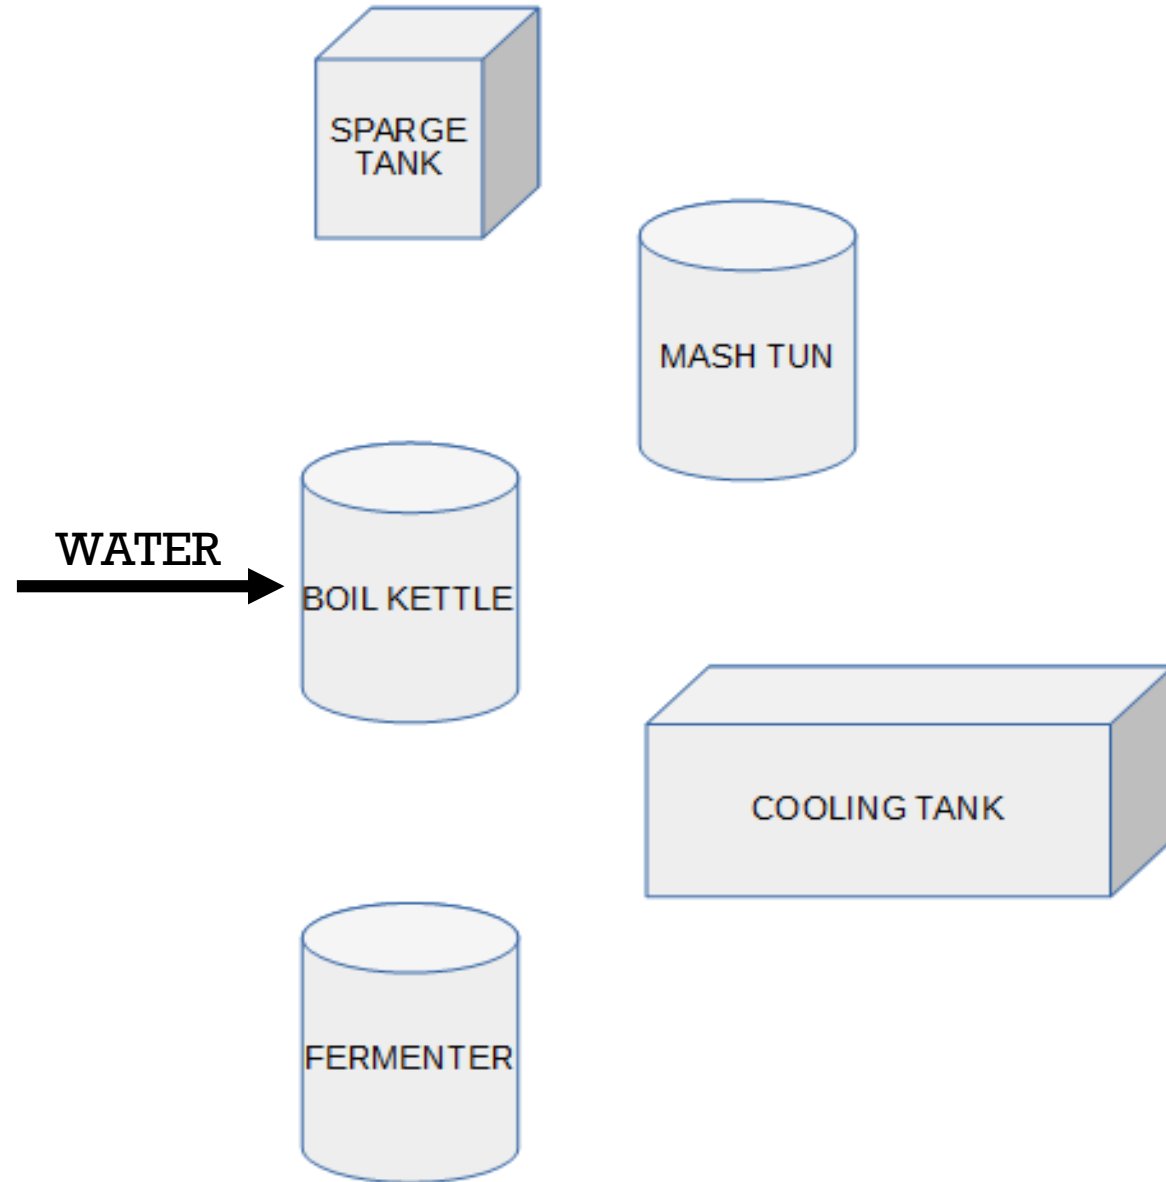 SPARGE
TANK
MASH TUN
WATER
BOIL KETTLE
COOLING TANK
FERMENTER